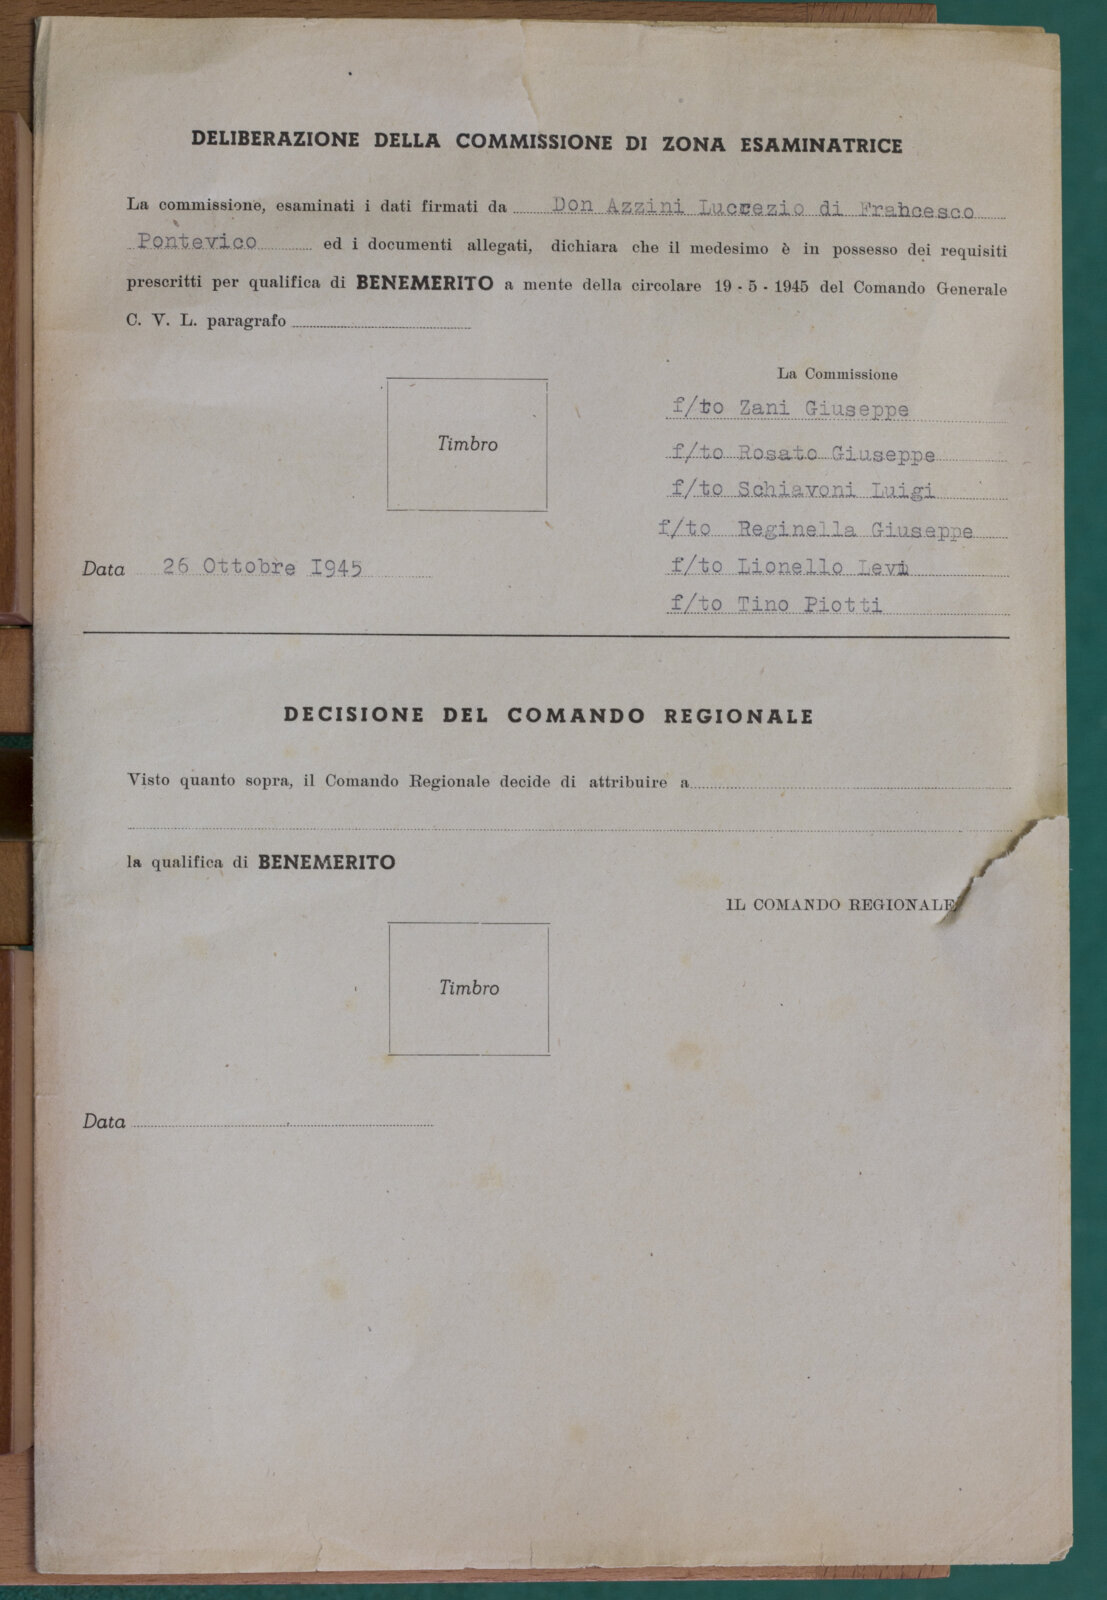 DELIBERAZIONE DELLA COMMISSIONE DI ZONA ESAMINATRICE
La commissione, esaminati i dati firmati da Don Azzini Lucrezio di Francesco
Pontevico ed i documenti allegati, dichiara che il medesimo è in possesso dei requisiti
prescritti per qualifica di BENEMERITO a mente della circolare 19 - 5 - 1945 del Comando Generale
C. V. L. paragrafo
La Commissione
f/to Zani Giuseppe
Timbro
f/to Rosato Giuseppe
f/to Schiavoni Luigi
f/to Reginella Giuseppe
Data 26 Ottobre 1945
f/to Lionello Levi
f/to Tino Piotti
DECISIONE DEL COMANDO REGIONALE
Visto quanto sopra, il Comando Regionale decide di attribuire a
la qualifica di BENEMERITO
IL COMANDO REGIONALE
Timbro
Data